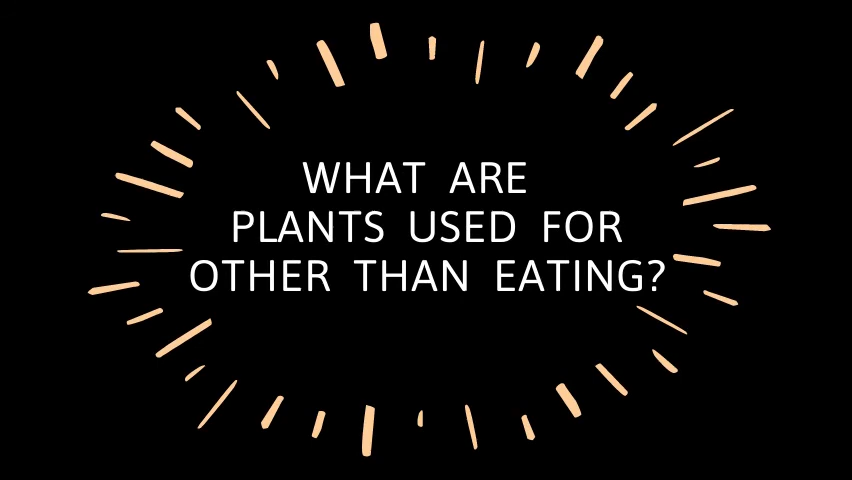 WHAT ARE
PLANTS USED FOR
OTHER THAN EATING?